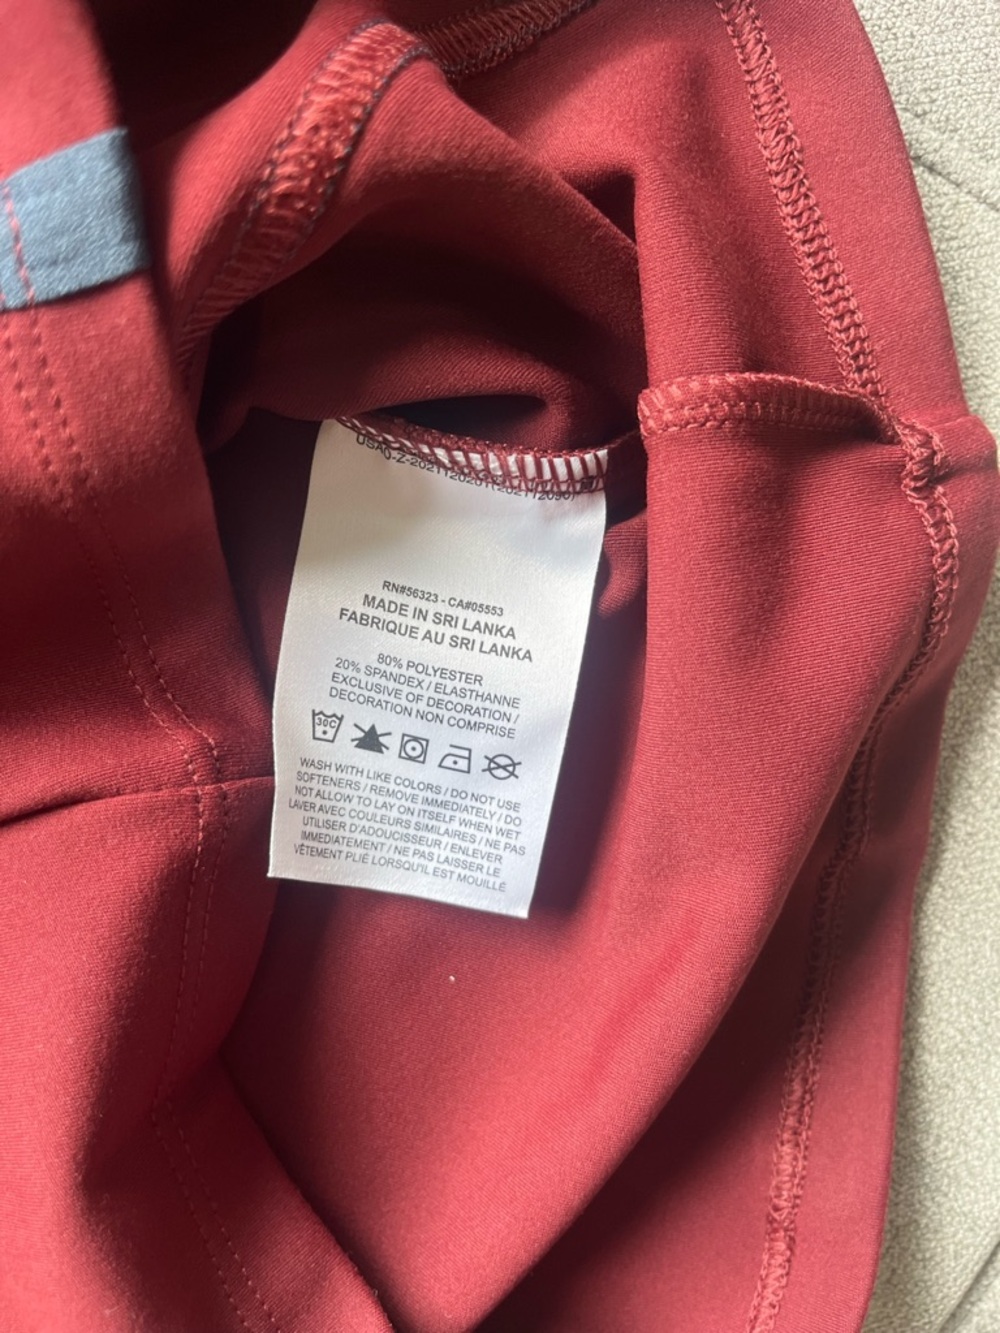 RN#56323 - CA#05553
MADE IN SRI LANKA
FABRIQUE AU SRI LANKA
80% POLYESTER
20% SPANDEX / ELASTHANNE
EXCLUSIVE OF DECORATION /
DECORATION NON COMPRISE
30C
WASH WITH LIKE COLORS / DO NOT USE
SOFTENERS / REMOVE IMMEDIATELY / DO
NOT ALLOW TO LAY ON ITSELF WHEN WET
LAVER AVEC COULEURS SIMILAIRES / NE PAS
UTILISER D'ADOUCISSEUR / ENLEVER
IMMEDIATEMENT / NE PAS LAISSER LE
VÊTEMENT PLIÉ LORSQU'IL EST MOUILLÉ